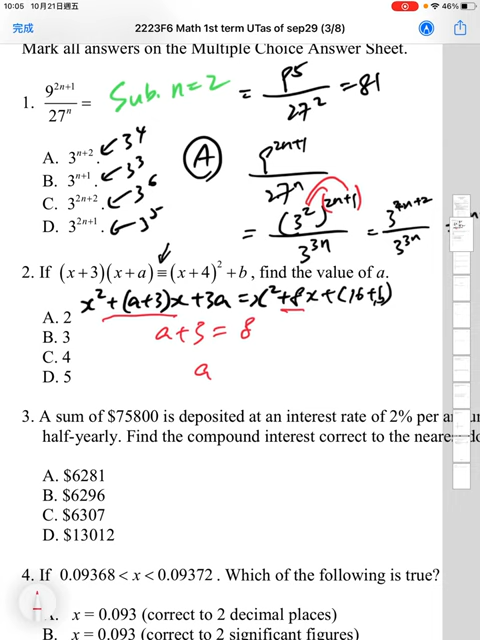 10:05 10月21日週五
46%
完成
2223F6 Math 1st term UTas of sep29 (3/8)
Mark all answers on the Multiple Choice Answer Sheet.
1. 9^{2n+1}/27^n =
Sub. n=2 = 9^5/27^2 = 81
A. 3^{n+2}. ← 3^4
B. 3^{n+1}. ← 3^3
C. 3^{2n+2}. ← 3^6
D. 3^{2n+1}. ← 3^5
A
9^{2n+1}/27^n
= (3^2)^{(2n+1)}/3^{3n} = 3^{4n+2}/3^{3n} =
2. If (x+3)(x+a) ≡ (x+4)^2 + b, find the value of a.
x^2+(a+3)x+3a = x^2+8x+(16+b)
A. 2
B. 3
C. 4
D. 5
a+3 = 8
a
3. A sum of $75800 is deposited at an interest rate of 2% per
half-yearly. Find the compound interest correct to the
A. $6281
B. $6296
C. $6307
D. $13012
4. If 0.09368 < x < 0.09372. Which of the following is true?
x = 0.093 (correct to 2 decimal places)
B. x = 0.093 (correct to 2 significant figures)